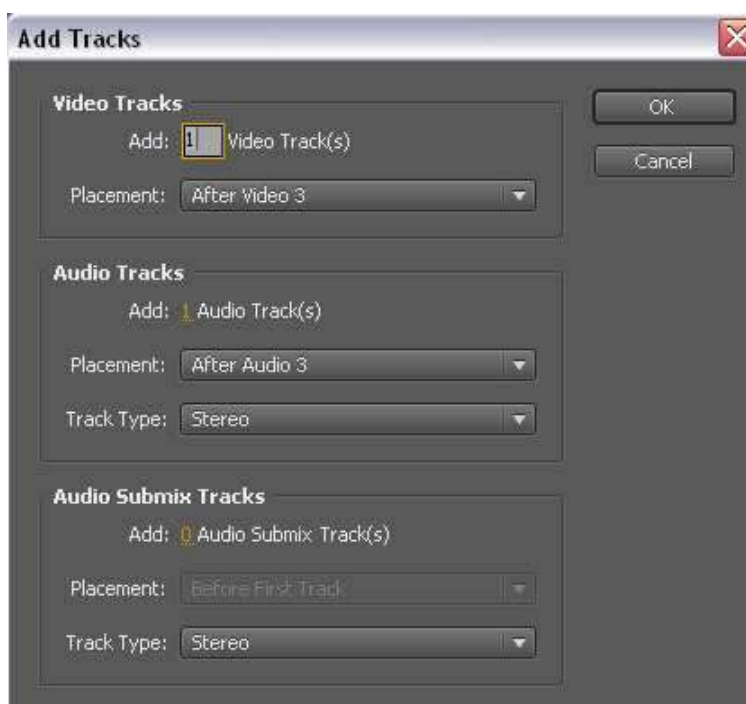 Add Tracks
Video Tracks
OK
Add: 1 Video Track(s)
Cancel
Placement: After Video 3
Audio Tracks
Add: 1 Audio Track(s)
Placement: After Audio 3
Track Type: Stereo
Audio Submix Tracks
Add: 0 Audio Submix Track(s)
Placement: Before First Track
Track Type: Stereo